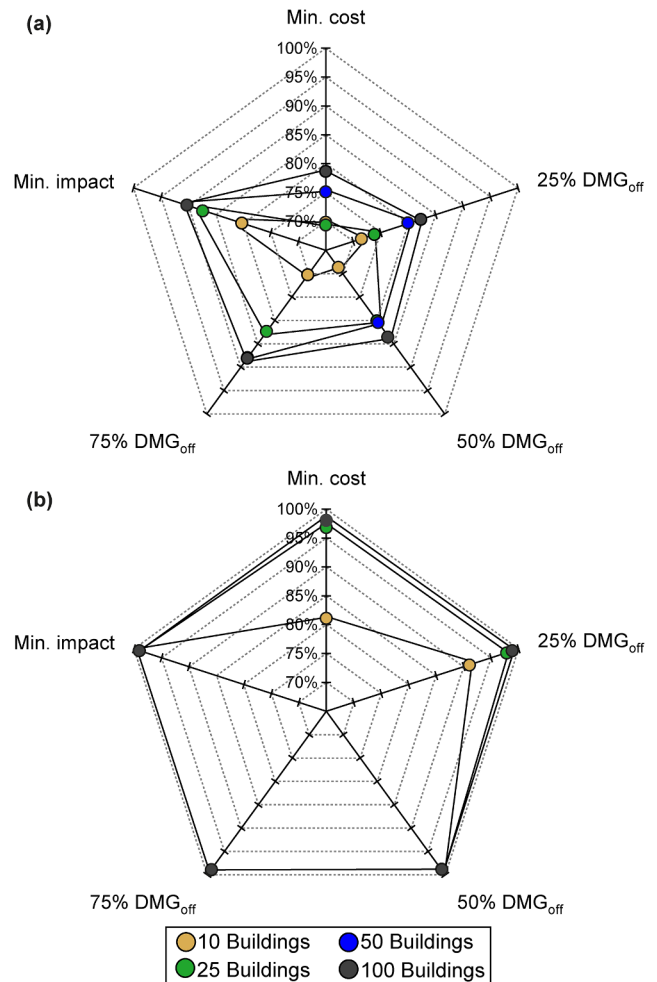 (a)
Min. cost
100%
95%
90%
85%
80%
75%
70%
Min. impact
25% DMGoff
75% DMGoff
50% DMGoff
(b)
Min. cost
100%
95%
90%
85%
80%
75%
70%
Min. impact
25% DMGoff
75% DMGoff
50% DMGoff
10 Buildings
50 Buildings
25 Buildings
100 Buildings